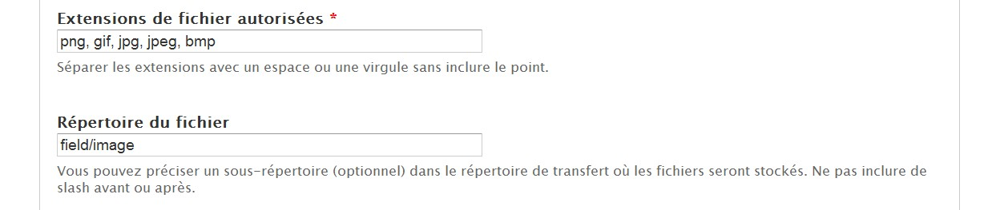 Extensions de fichier autorisées *
png, gif, jpg, jpeg, bmp
Séparer les extensions avec un espace ou une virgule sans inclure le point.
Répertoire du fichier
field/image
Vous pouvez préciser un sous-répertoire (optionnel) dans le répertoire de transfert où les fichiers seront stockés. Ne pas inclure de
slash avant ou après.